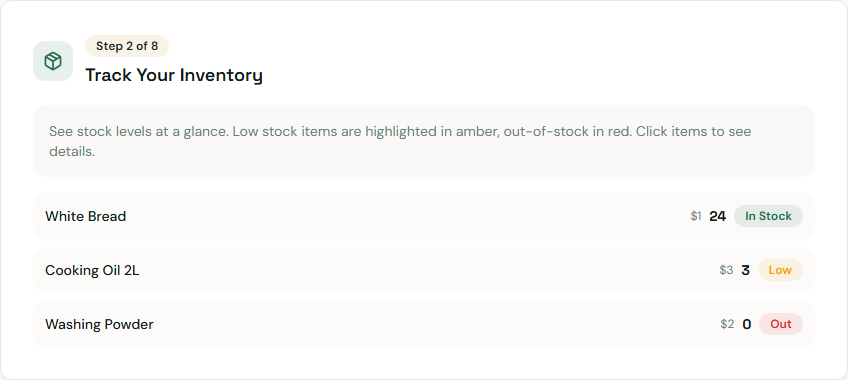 Step 2 of 8
Track Your Inventory
See stock levels at a glance. Low stock items are highlighted in amber, out-of-stock in red. Click items to see
details.
White Bread $1 24 In Stock
Cooking Oil 2L $3 3 Low
Washing Powder $2 0 Out